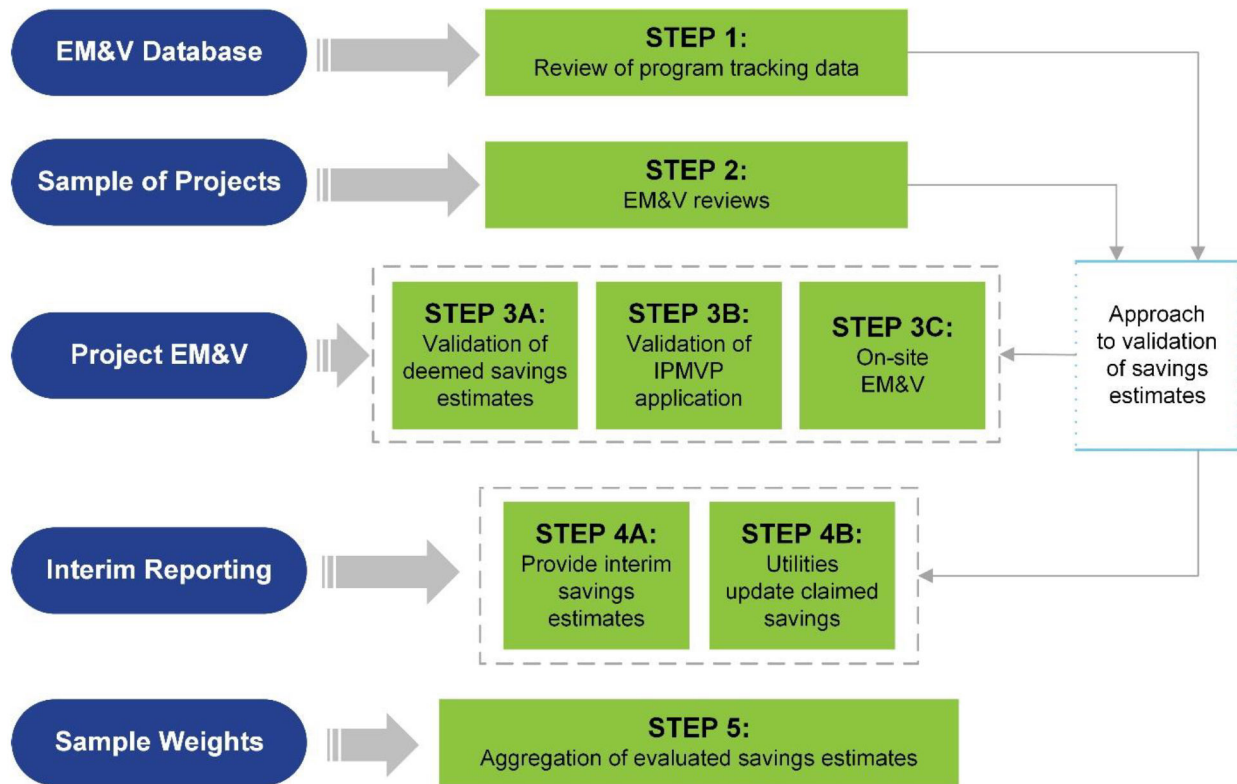 EM&V Database
STEP 1:
Review of program tracking data
Sample of Projects
STEP 2:
EM&V reviews
Project EM&V
STEP 3A:
Validation of
deemed savings
estimates
STEP 3B:
Validation of
IPMVP
application
STEP 3C:
On-site
EM&V
Approach
to validation
of savings
estimates
Interim Reporting
STEP 4A:
Provide interim
savings
estimates
STEP 4B:
Utilities
update claimed
savings
Sample Weights
STEP 5:
Aggregation of evaluated savings estimates